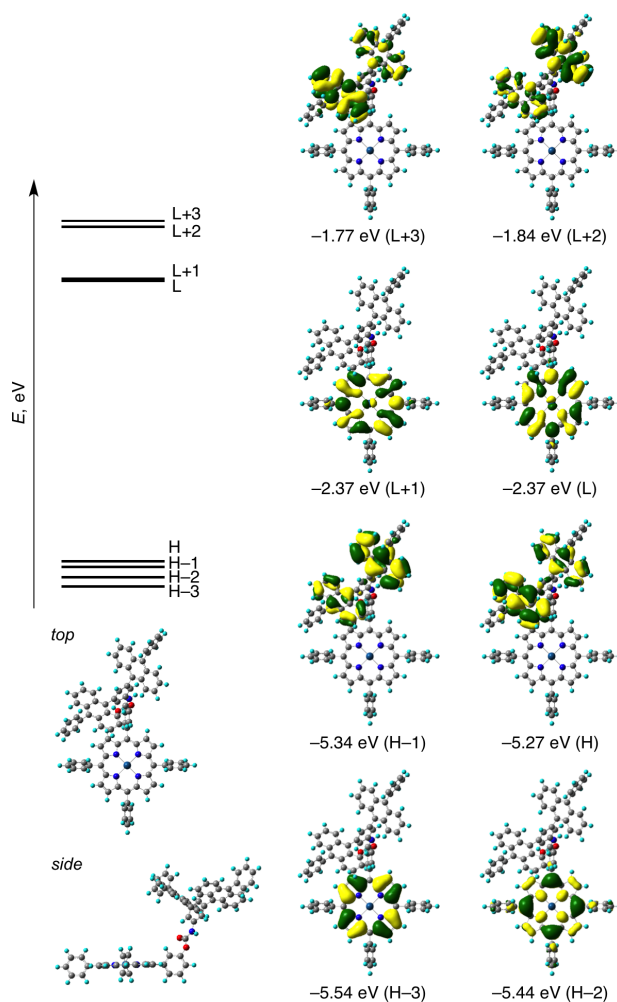 –1.77 eV (L+3)
–1.84 eV (L+2)
L+3
L+2
L+1
L
E, eV
–2.37 eV (L+1)
–2.37 eV (L)
H
H–1
H–2
H–3
–5.34 eV (H–1)
–5.27 eV (H)
top
side
–5.54 eV (H–3)
–5.44 eV (H–2)